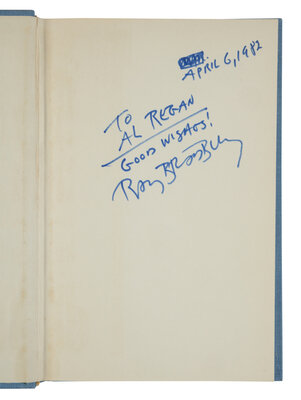 APRIL 6, 1982
TO
AL REGAN
GOOD WISHES!
RAY BRADBURY